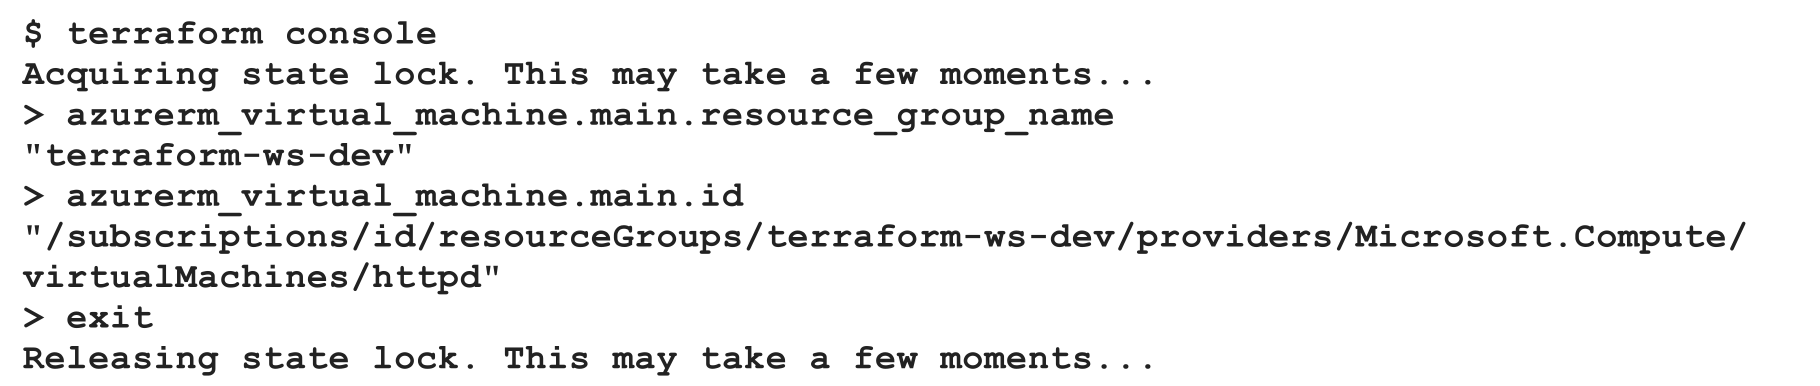 $ terraform console
Acquiring state lock. This may take a few moments...
> azurerm_virtual_machine.main.resource_group_name
"terraform-ws-dev"
> azurerm_virtual_machine.main.id
"/subscriptions/id/resourceGroups/terraform-ws-dev/providers/Microsoft.Compute/
virtualMachines/httpd"
> exit
Releasing state lock. This may take a few moments...